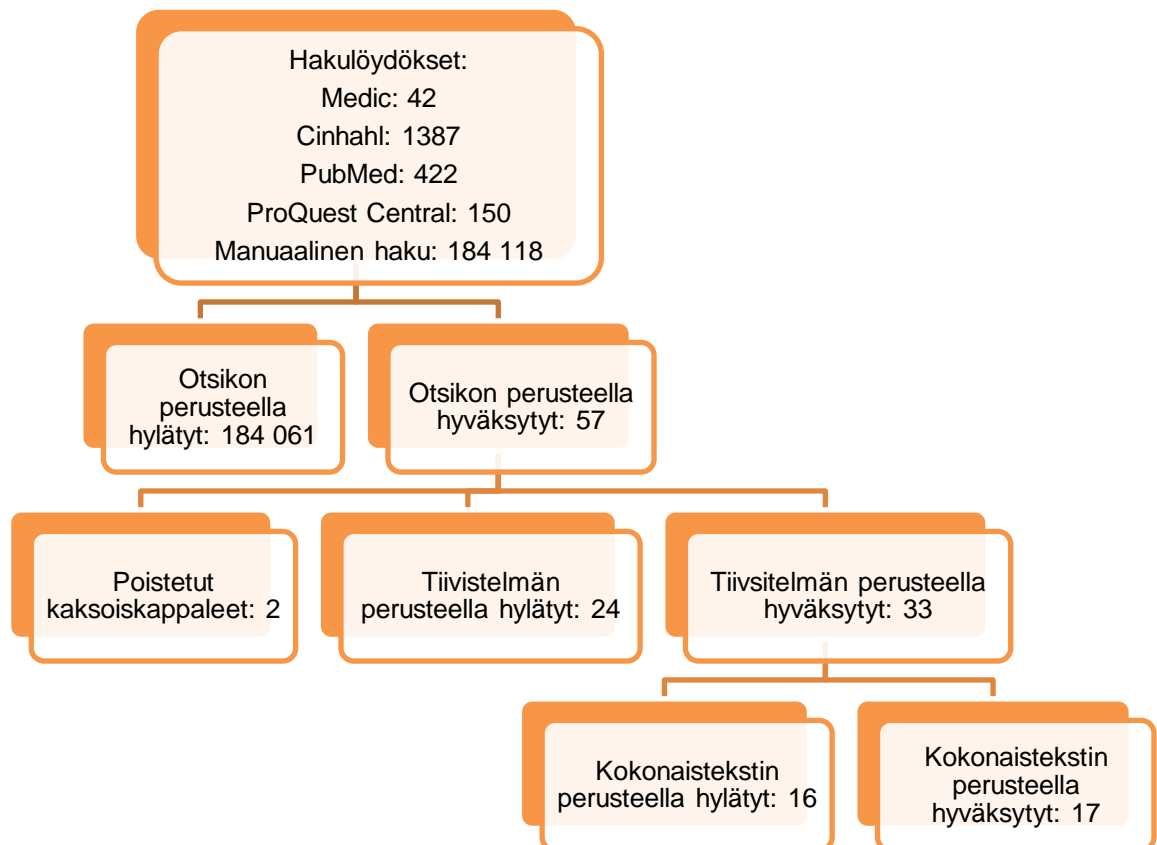 Hakulöydökset:
Medic: 42
Cinhahl: 1387
PubMed: 422
ProQuest Central: 150
Manuaalinen haku: 184 118
Otsikon
perusteella
hylätyt: 184 061
Otsikon perusteella
hyväksytyt: 57
Poistetut
kaksoiskappaleet: 2
Tiivistelmän
perusteella hylätyt: 24
Tiivsitelmän perusteella
hyväksytyt: 33
Kokonaistekstin
perusteella hylätyt: 16
Kokonaistekstin
perusteella
hyväksytyt: 17